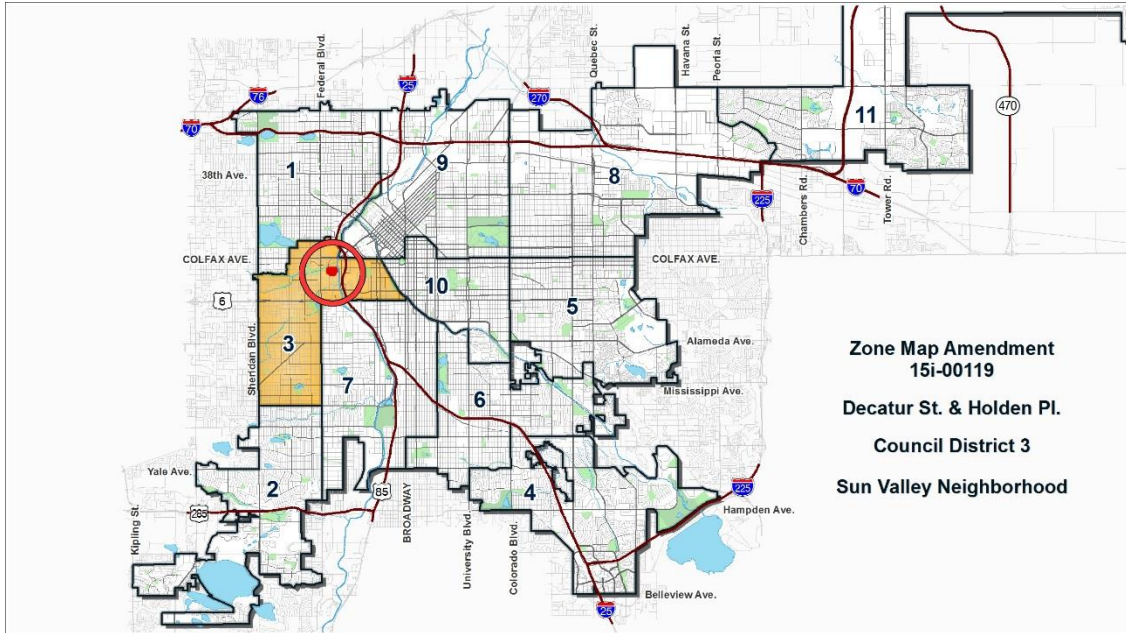 Federal Blvd.
Quebec St.
Havana St.
Peoria St.
76
25
270
70
470
11
1
9
8
38th Ave.
225
70
Chambers Rd.
Tower Rd.
COLFAX AVE.
COLFAX AVE.
10
6
5
Sheridan Blvd.
3
7
6
Alameda Ave.
Mississippi Ave.
Zone Map Amendment
15i-00119
Decatur St. & Holden Pl.
Council District 3
Sun Valley Neighborhood
Yale Ave.
2
85
4
225
285
Hampden Ave.
Kipling St.
BROADWAY
University Blvd.
Colorado Blvd.
25
Belleview Ave.